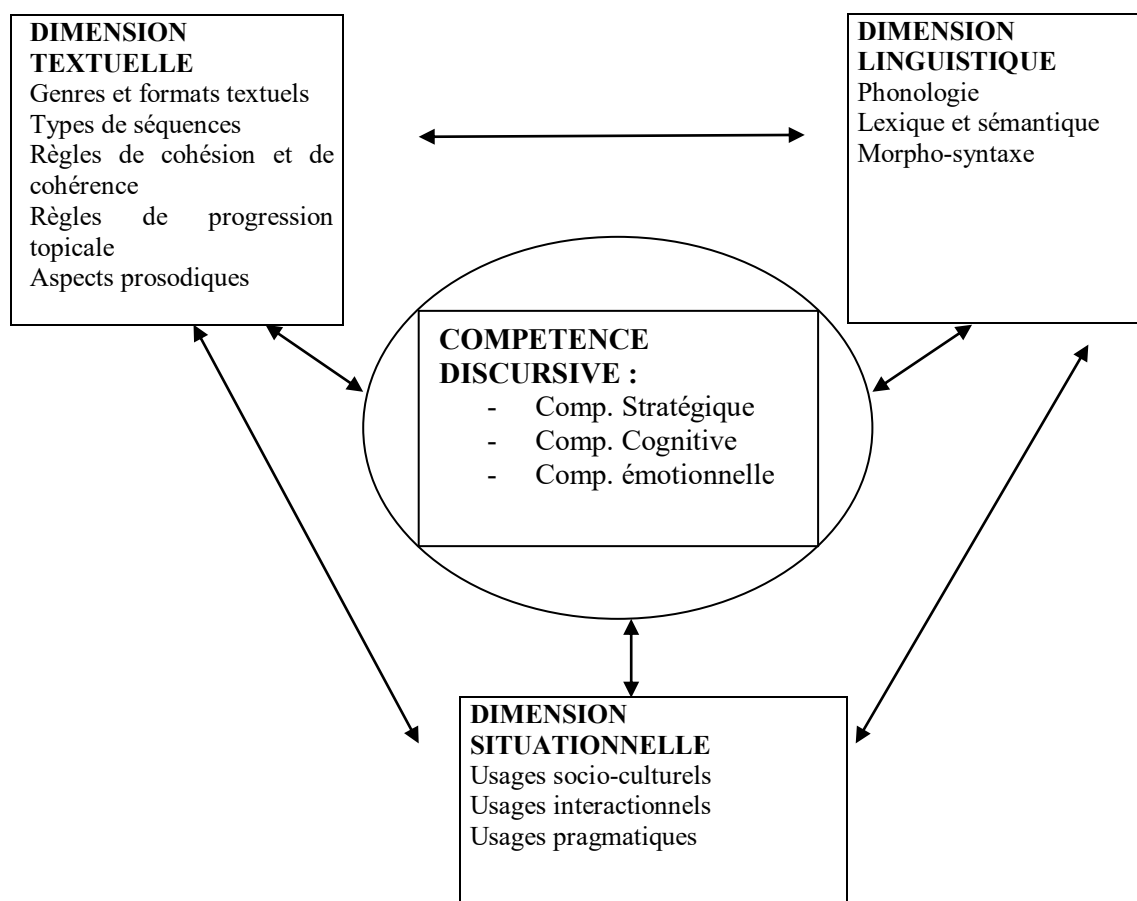 DIMENSION
TEXTUELLE
Genres et formats textuels
Types de séquences
Règles de cohésion et de
cohérence
Règles de progression
topicale
Aspects prosodiques
DIMENSION
LINGUISTIQUE
Phonologie
Lexique et sémantique
Morpho-syntaxe
COMPETENCE
DISCURSIVE :
- Comp. Stratégique
- Comp. Cognitive
- Comp. émotionnelle
DIMENSION
SITUATIONNELLE
Usages socio-culturels
Usages interactionnels
Usages pragmatiques